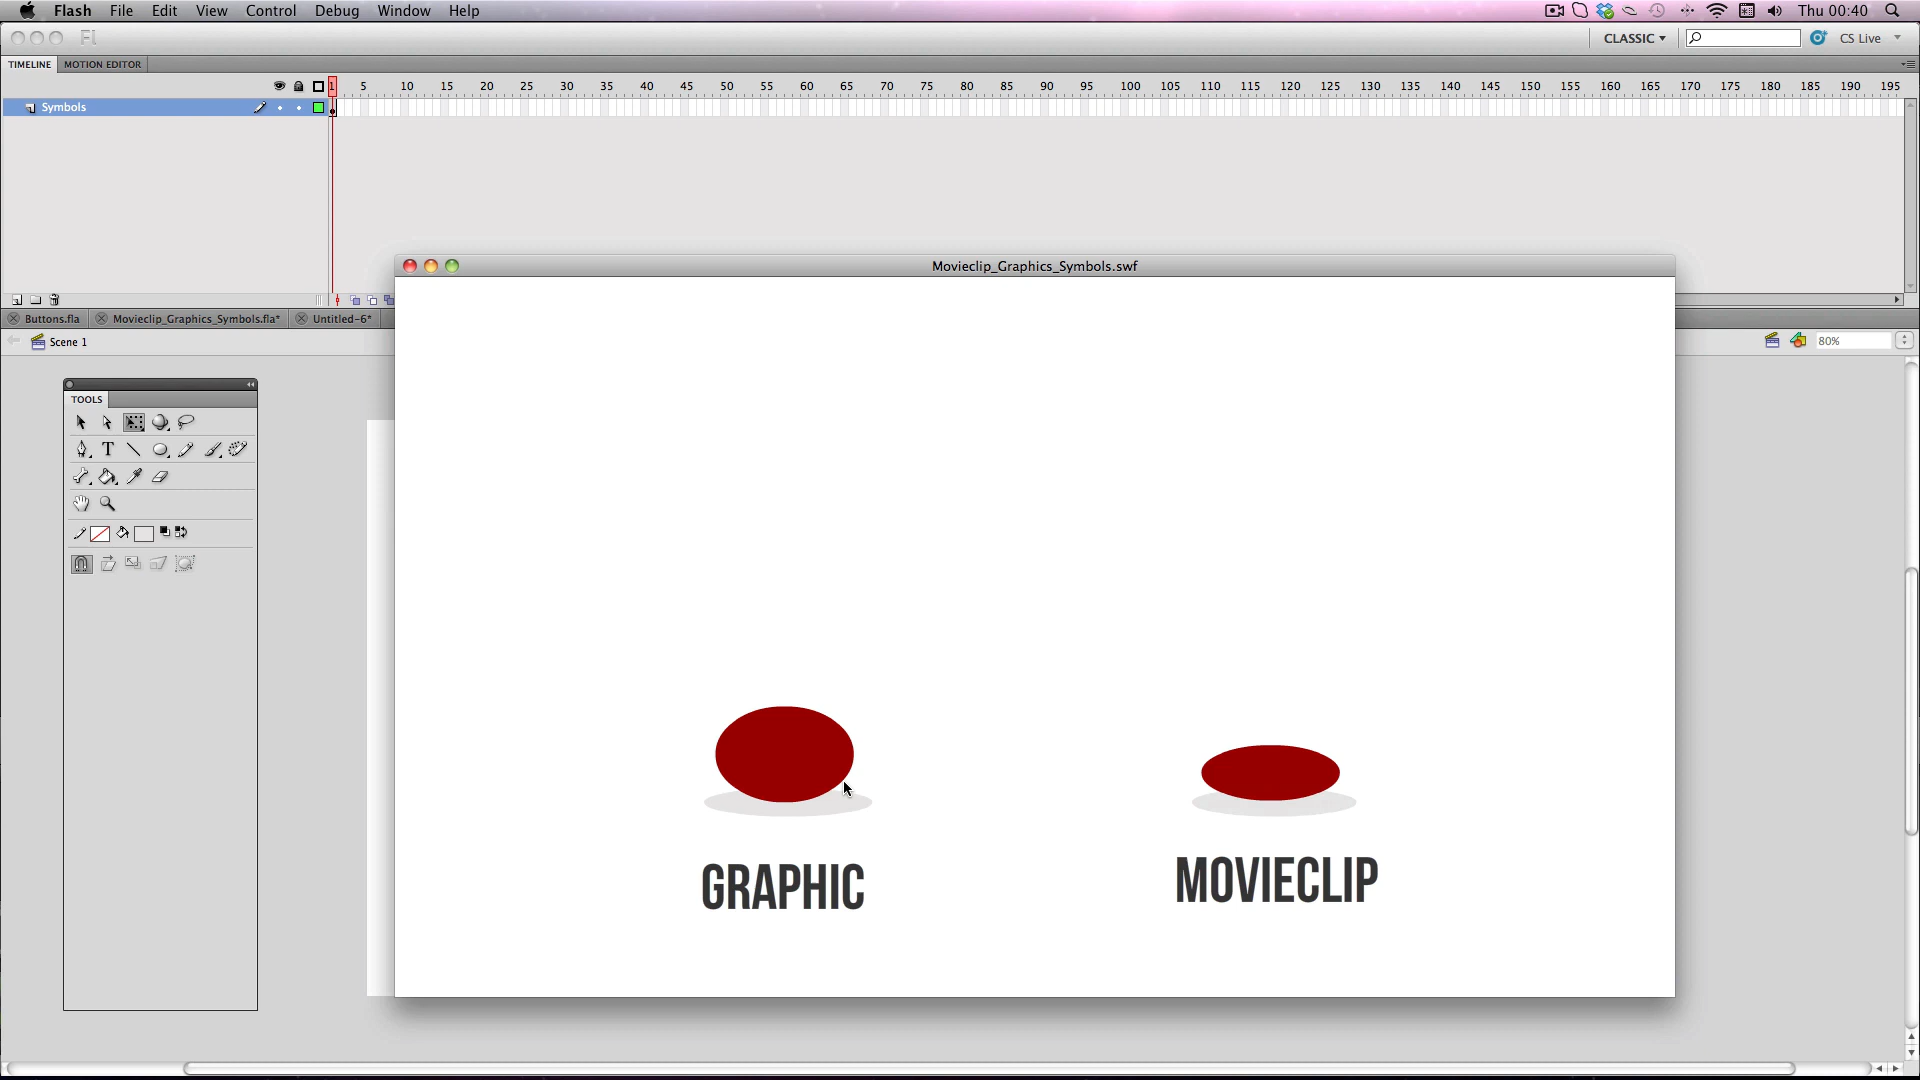 Flash File Edit View Control Debug Window Help Thu 00:40
Fl CLASSIC CS Live
TIMELINE MOTION EDITOR
1 5 10 15 20 25 30 35 40 45 50 55 60 65 70 75 80 85 90 95 100 105 110 115 120 125 130 135 140 145 150 155 160 165 170 175 180 185 190 195
Symbols
Movieclip_Graphics_Symbols.swf
Buttons.fla Movieclip_Graphics_Symbols.fla* Untitled-6*
Scene 1 80%
TOOLS
T
GRAPHIC
MOVIECLIP